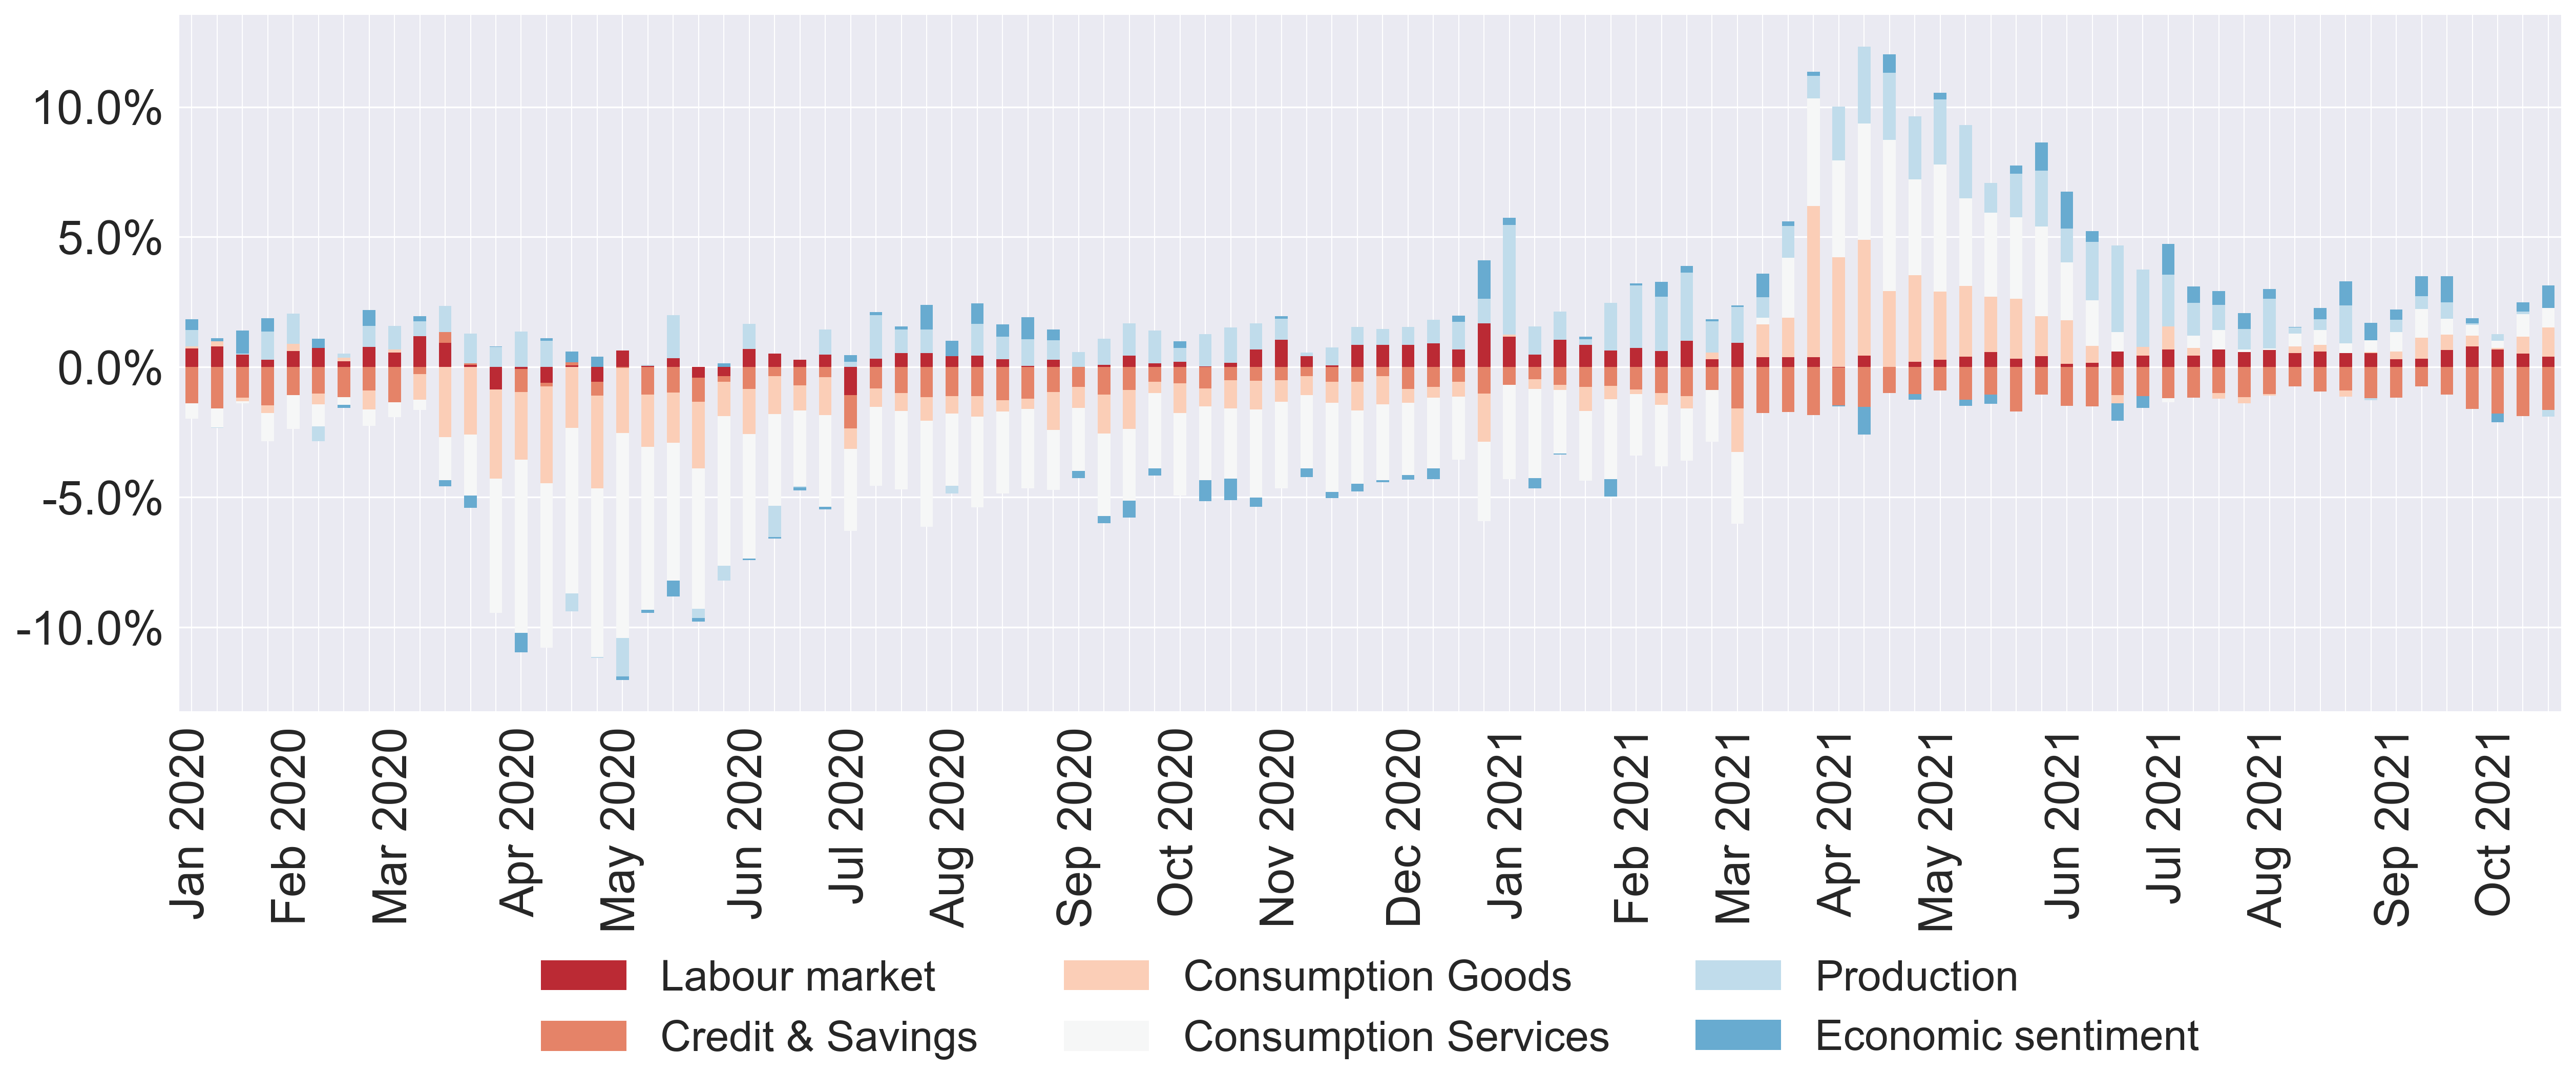 10.0%
5.0%
0.0%
-5.0%
-10.0%
Jan 2020
Feb 2020
Mar 2020
Apr 2020
May 2020
Jun 2020
Jul 2020
Aug 2020
Sep 2020
Oct 2020
Nov 2020
Dec 2020
Jan 2021
Feb 2021
Mar 2021
Apr 2021
May 2021
Jun 2021
Jul 2021
Aug 2021
Sep 2021
Oct 2021
Labour market
Consumption Goods
Production
Credit & Savings
Consumption Services
Economic sentiment